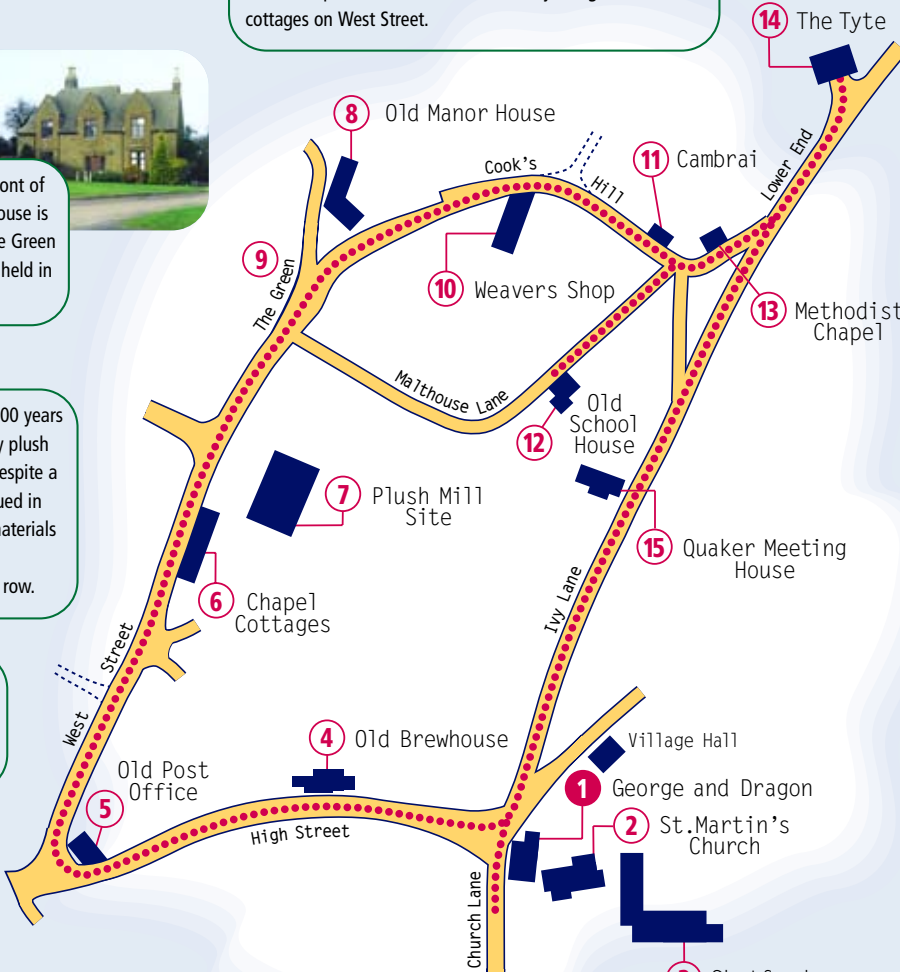 cottages on West Street.
14 The Tyte
8 Old Manor House
ont of
ouse is
e Green
held in
Cook's
Hill
11 Cambrai
Lower End
9
The Green
10 Weavers Shop
13 Methodist
Chapel
Malthouse Lane
00 years
y plush
espite a
ued in
naterials
row.
12 Old
School
House
7 Plush Mill
Site
15 Quaker Meeting
House
6 Chapel
Cottages
Ivy Lane
West Street
4 Old Brewhouse
Village Hall
Old Post
Office
5
High Street
1 George and Dragon
2 St.Martin's
Church
Church Lane